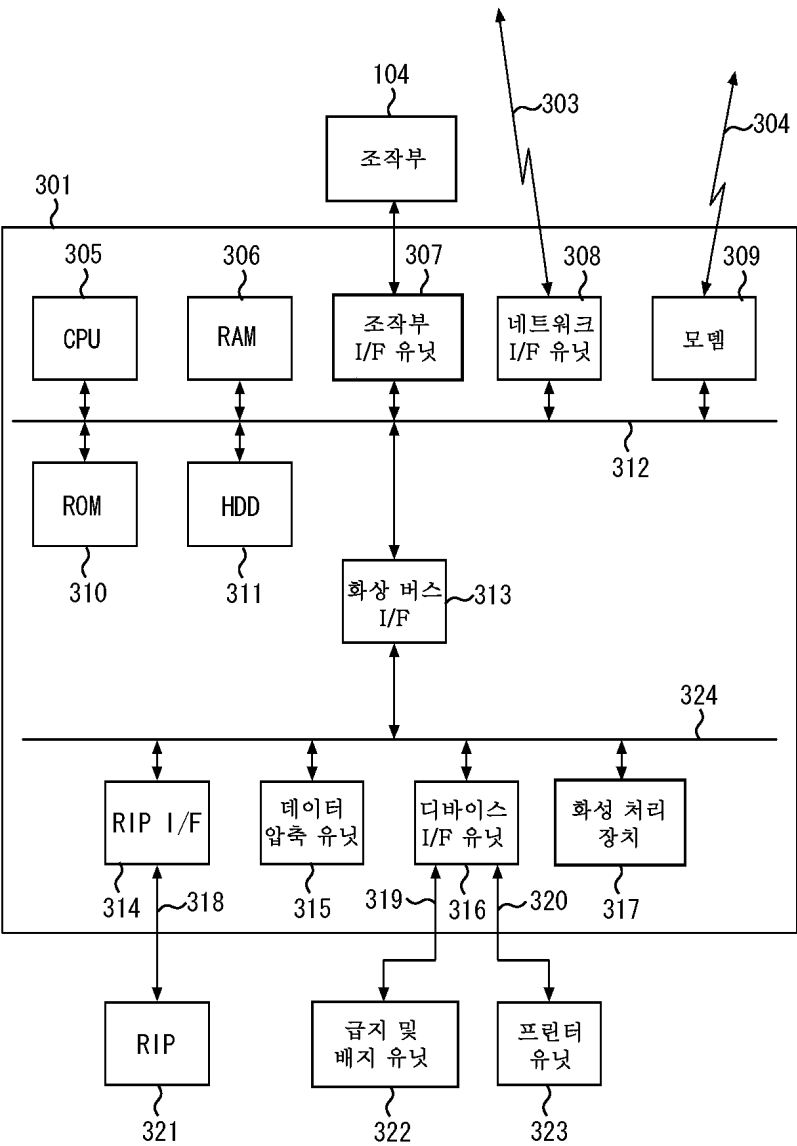 104
조작부
303
304
301
305
CPU
306
RAM
307
조작부
I/F 유닛
308
네트워크
I/F 유닛
309
모뎀
312
ROM
310
HDD
311
화상 버스
I/F
313
324
RIP I/F
314
318
데이터
압축 유닛
315
디바이스
I/F 유닛
319
316
320
화성 처리
장치
317
RIP
321
급지 및
배지 유닛
322
프린터
유닛
323